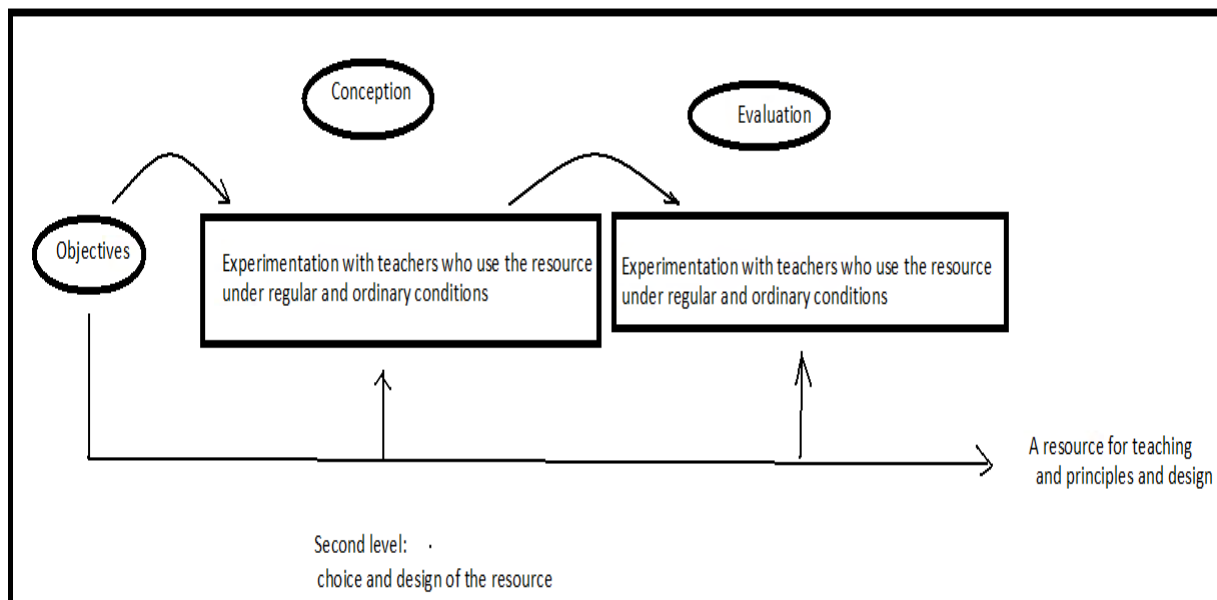 Conception
Evaluation
Objectives
Experimentation with teachers who use the resource
under regular and ordinary conditions
Experimentation with teachers who use the resource
under regular and ordinary conditions
A resource for teaching
and principles and design
Second level:
choice and design of the resource